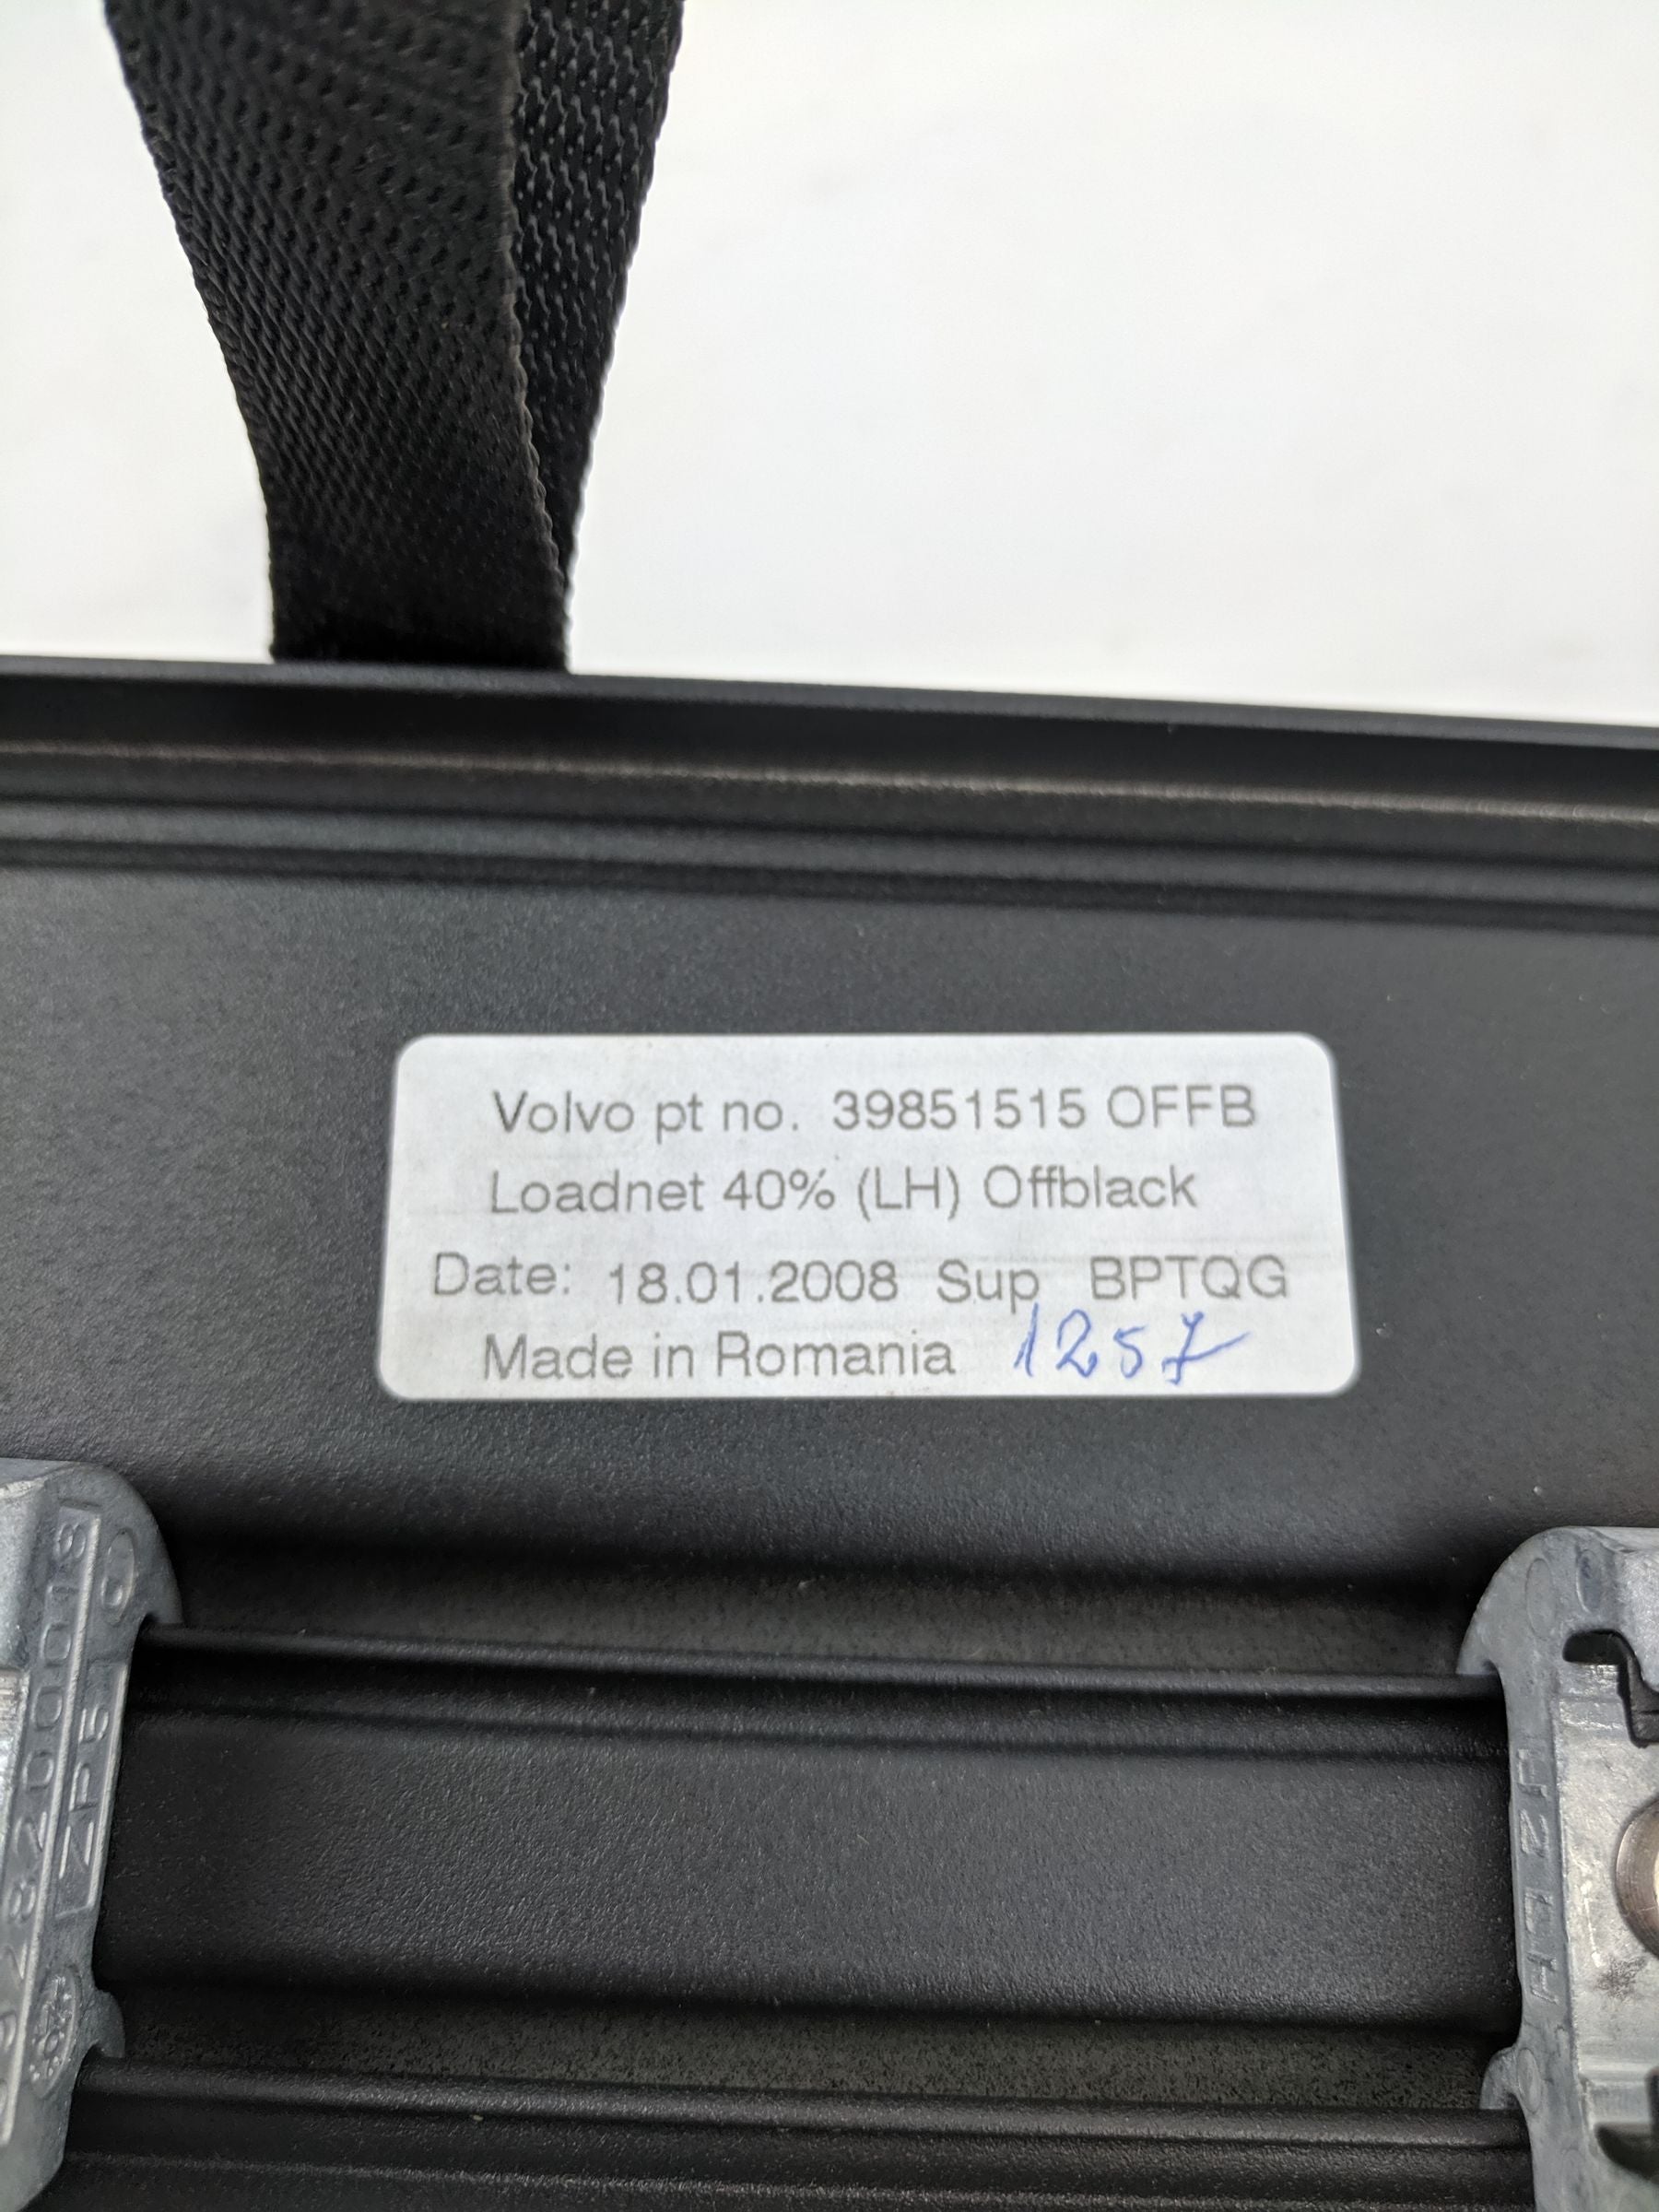 Volvo pt no. 39851515 OFFB
Loadnet 40% (LH) Offblack
Date: 18.01.2008 Sup BPTQG
Made in Romania 1257
ZP5